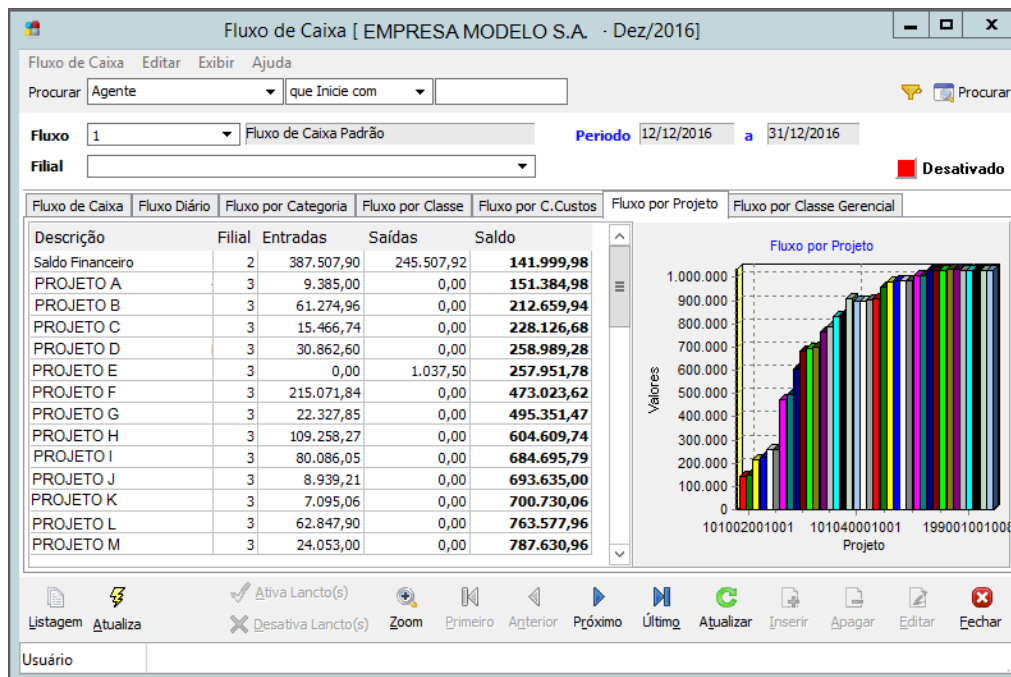 Fluxo de Caixa [ EMPRESA MODELO S.A. - Dez/2016]
Fluxo de Caixa Editar Exibir Ajuda
Procurar Agente que Inicie com Procurar
Fluxo 1 Fluxo de Caixa Padrão Periodo 12/12/2016 a 31/12/2016
Filial Desativado
Fluxo de Caixa Fluxo Diário Fluxo por Categoria Fluxo por Classe Fluxo por C.Custos Fluxo por Projeto Fluxo por Classe Gerencial
Descrição Filial Entradas Saídas Saldo
Saldo Financeiro 2 387.507,90 245.507,92 141.999,98
PROJETO A 3 9.385,00 0,00 151.384,98
PROJETO B 3 61.274,96 0,00 212.659,94
PROJETO C 3 15.466,74 0,00 228.126,68
PROJETO D 3 30.862,60 0,00 258.989,28
PROJETO E 3 0,00 1.037,50 257.951,78
PROJETO F 3 215.071,84 0,00 473.023,62
PROJETO G 3 22.327,85 0,00 495.351,47
PROJETO H 3 109.258,27 0,00 604.609,74
PROJETO I 3 80.086,05 0,00 684.695,79
PROJETO J 3 8.939,21 0,00 693.635,00
PROJETO K 3 7.095,06 0,00 700.730,06
PROJETO L 3 62.847,90 0,00 763.577,96
PROJETO M 3 24.053,00 0,00 787.630,96
Fluxo por Projeto
1.000.000
900.000
800.000
700.000
600.000
500.000
400.000
300.000
200.000
100.000
0
Valores
101002001001 101040001001 199001001008
Projeto
Ativa Lancto(s)
Desativa Lancto(s)
Listagem Atualiza Zoom Primeiro Anterior Próximo Último Atualizar Inserir Apagar Editar Fechar
Usuário